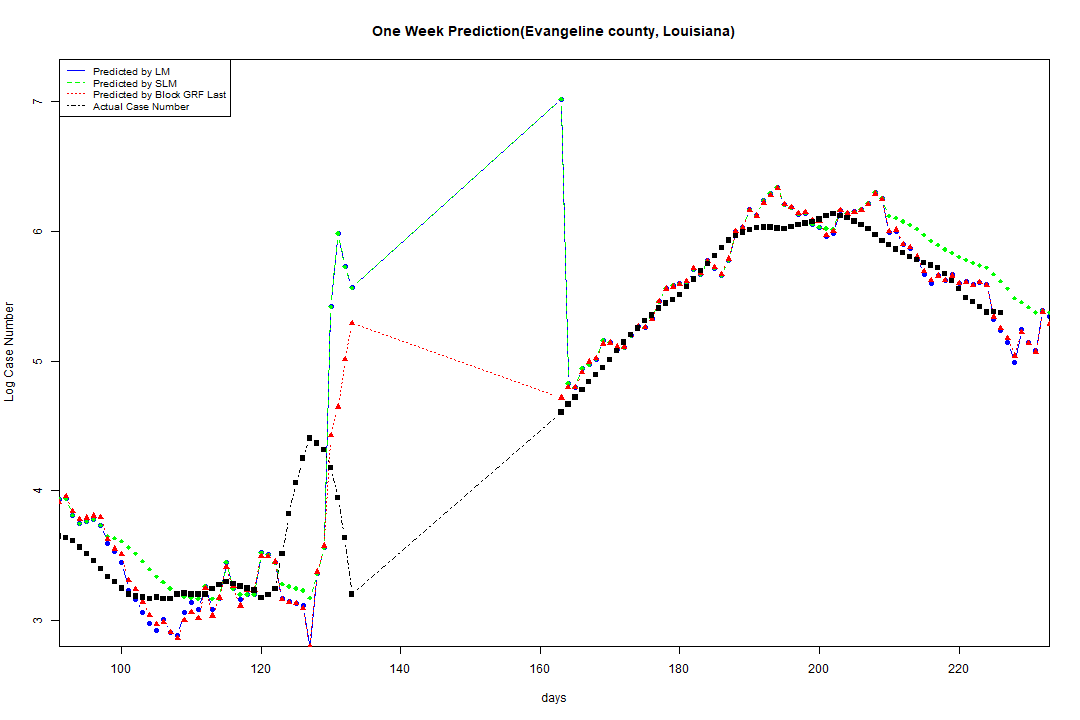 One Week Prediction(Evangeline county, Louisiana)
Predicted by LM
Predicted by SLM
Predicted by Block GRF Last
Actual Case Number
7
6
5
4
3
Log Case Number
100 120 140 160 180 200 220
days